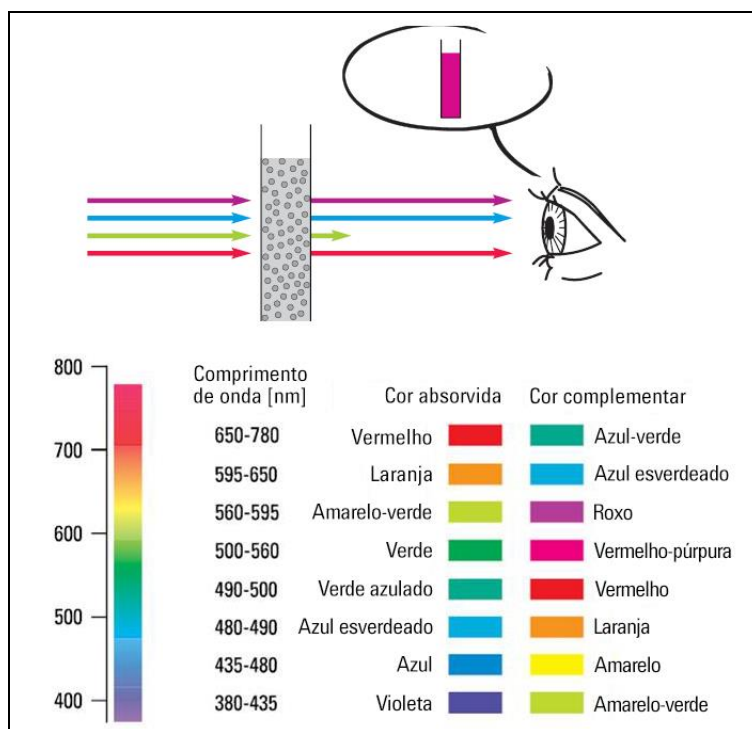 800
700
600
500
400
Comprimento
de onda [nm]
Cor absorvida
Cor complementar
650-780 Vermelho Azul-verde
595-650 Laranja Azul esverdeado
560-595 Amarelo-verde Roxo
500-560 Verde Vermelho-púrpura
490-500 Verde azulado Vermelho
480-490 Azul esverdeado Laranja
435-480 Azul Amarelo
380-435 Violeta Amarelo-verde